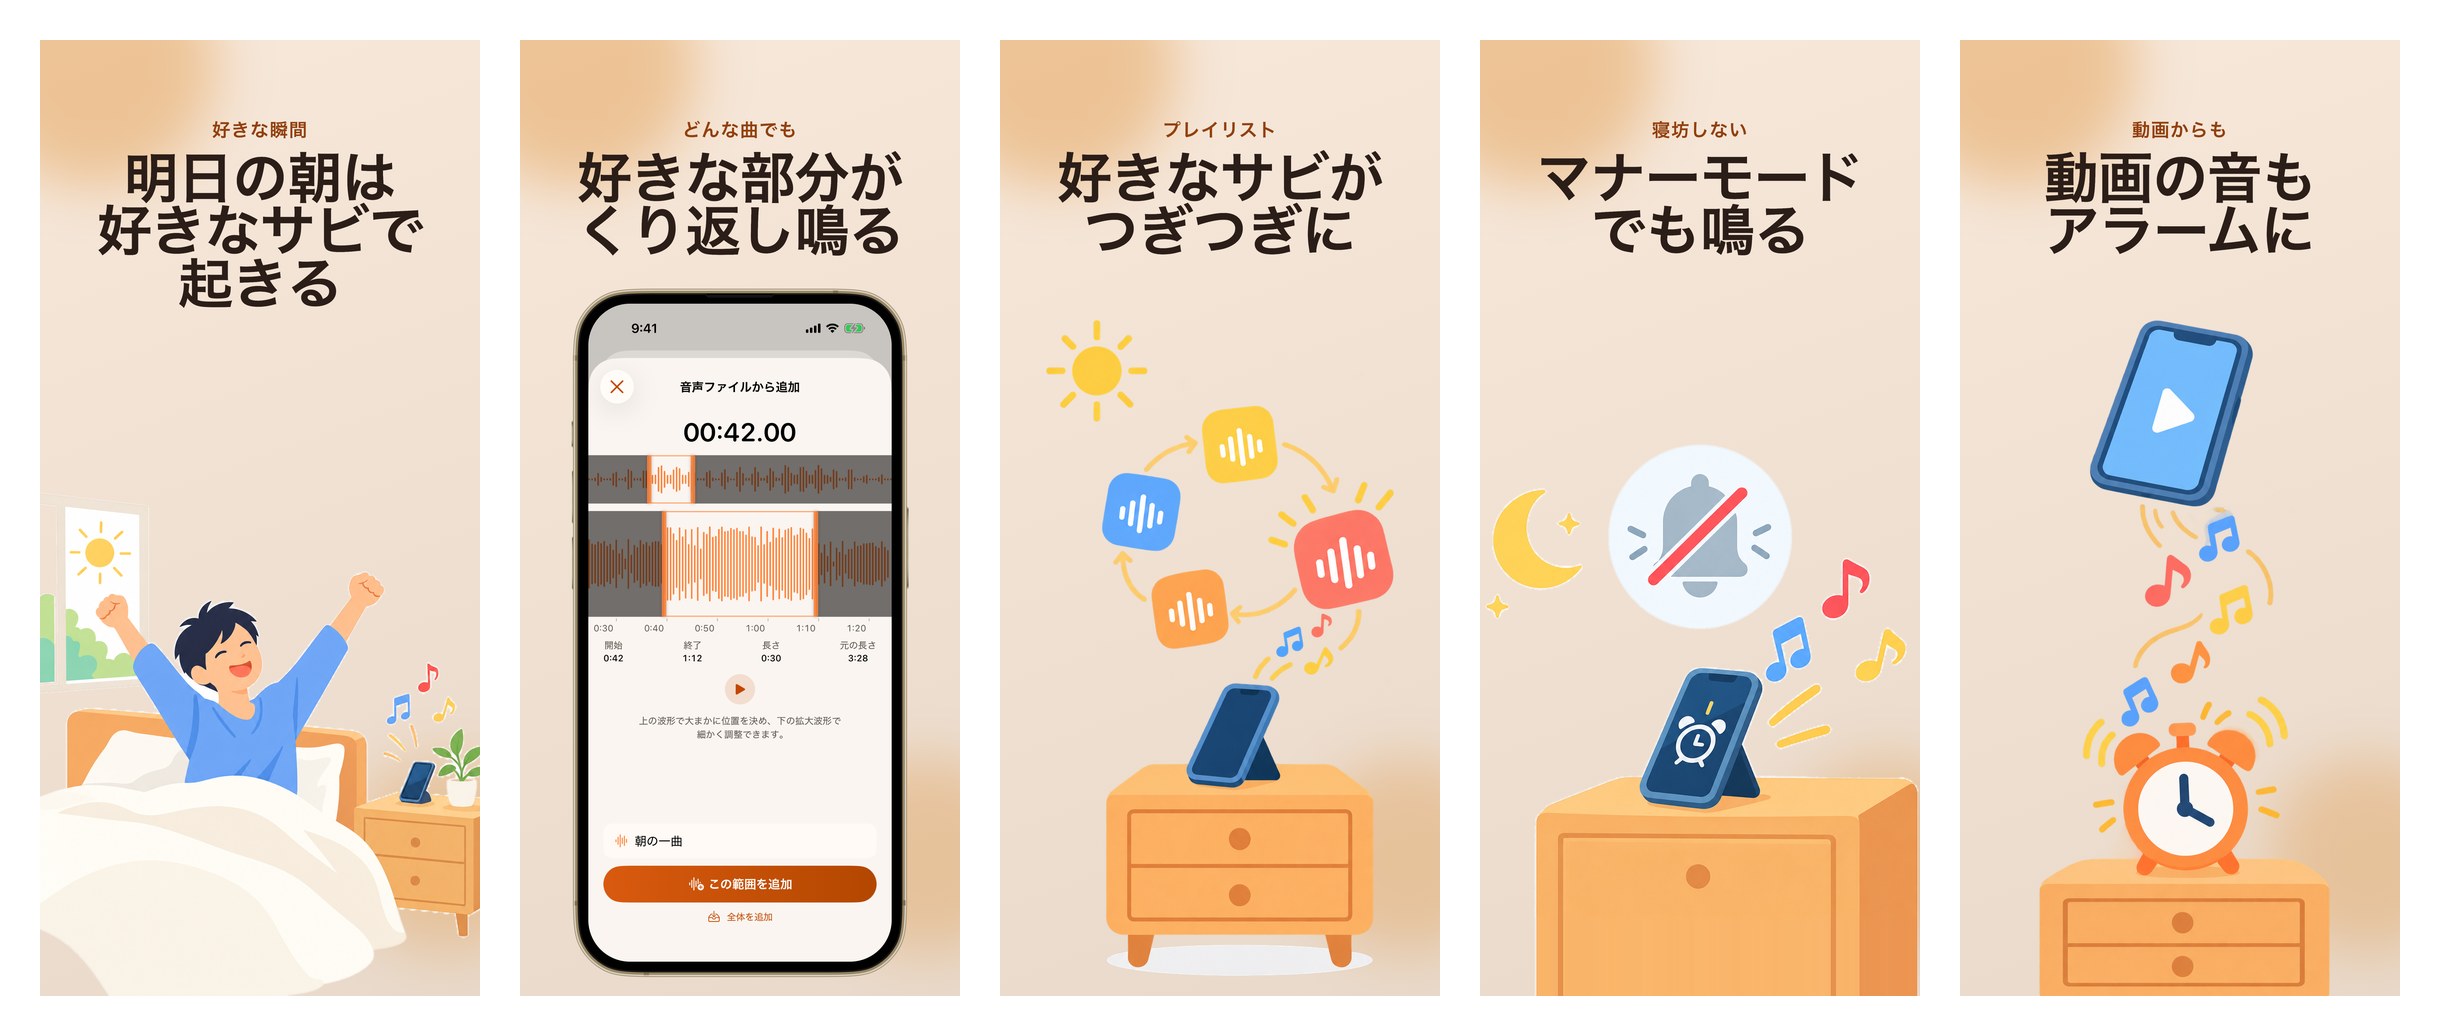 好きな瞬間
明日の朝は
好きなサビで
起きる
どんな曲でも
好きな部分が
くり返し鳴る
9:41
音声ファイルから追加
00:42.00
0:30 0:40 0:50 1:00 1:10 1:20
開始 終了 長さ 元の長さ
0:42 1:12 0:30 3:28
上の波形で大まかに位置を決め、下の拡大波形で
細かく調整できます。
朝の一曲
この範囲を追加
全体を追加
プレイリスト
好きなサビが
つぎつぎに
寝坊しない
マナーモード
でも鳴る
動画からも
動画の音も
アラームに